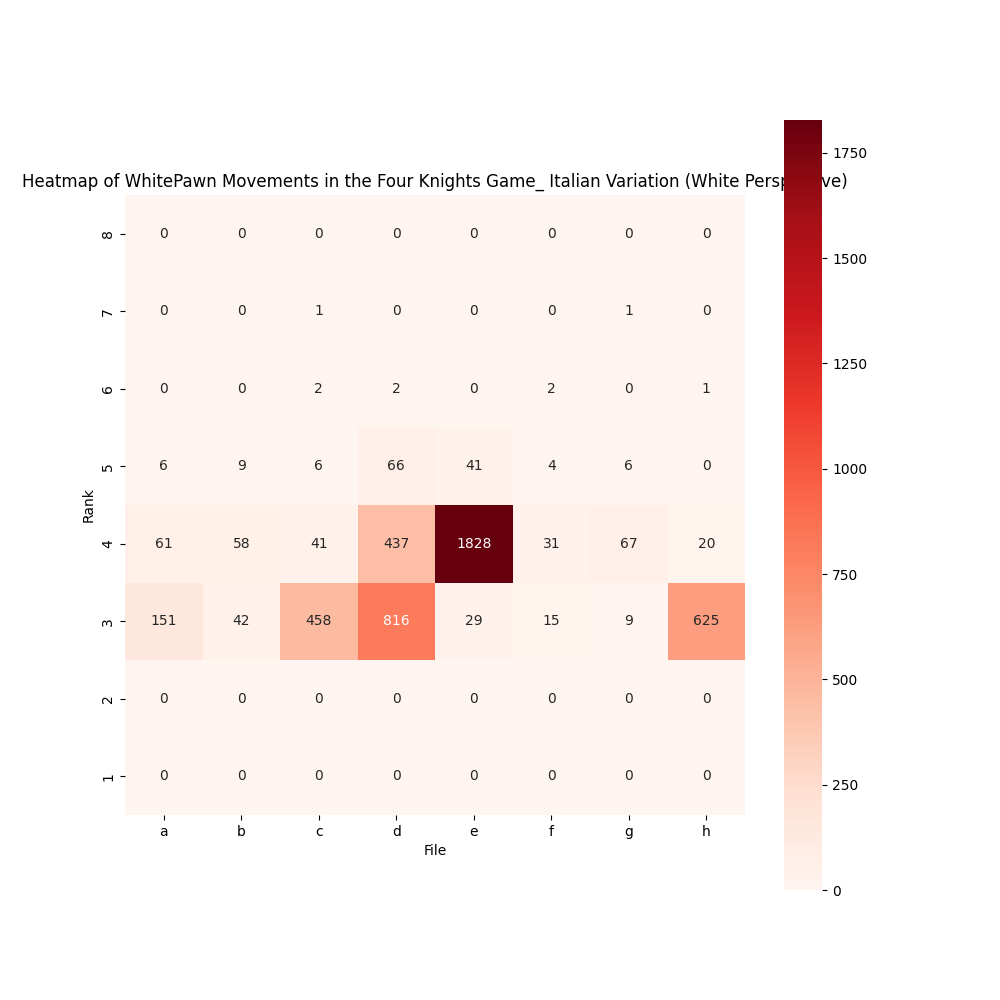 Heatmap of WhitePawn Movements in the Four Knights Game_ Italian Variation (White Persp ve)
8 0 0 0 0 0 0 0 0
7 0 0 1 0 0 0 1 0
6 0 0 2 2 0 2 0 1
5 6 9 6 66 41 4 6 0
4 61 58 41 437 1828 31 67 20
3 151 42 458 816 29 15 9 625
2 0 0 0 0 0 0 0 0
1 0 0 0 0 0 0 0 0
a b c d e f g h
File
Rank
1750
1500
1250
1000
750
500
250
0